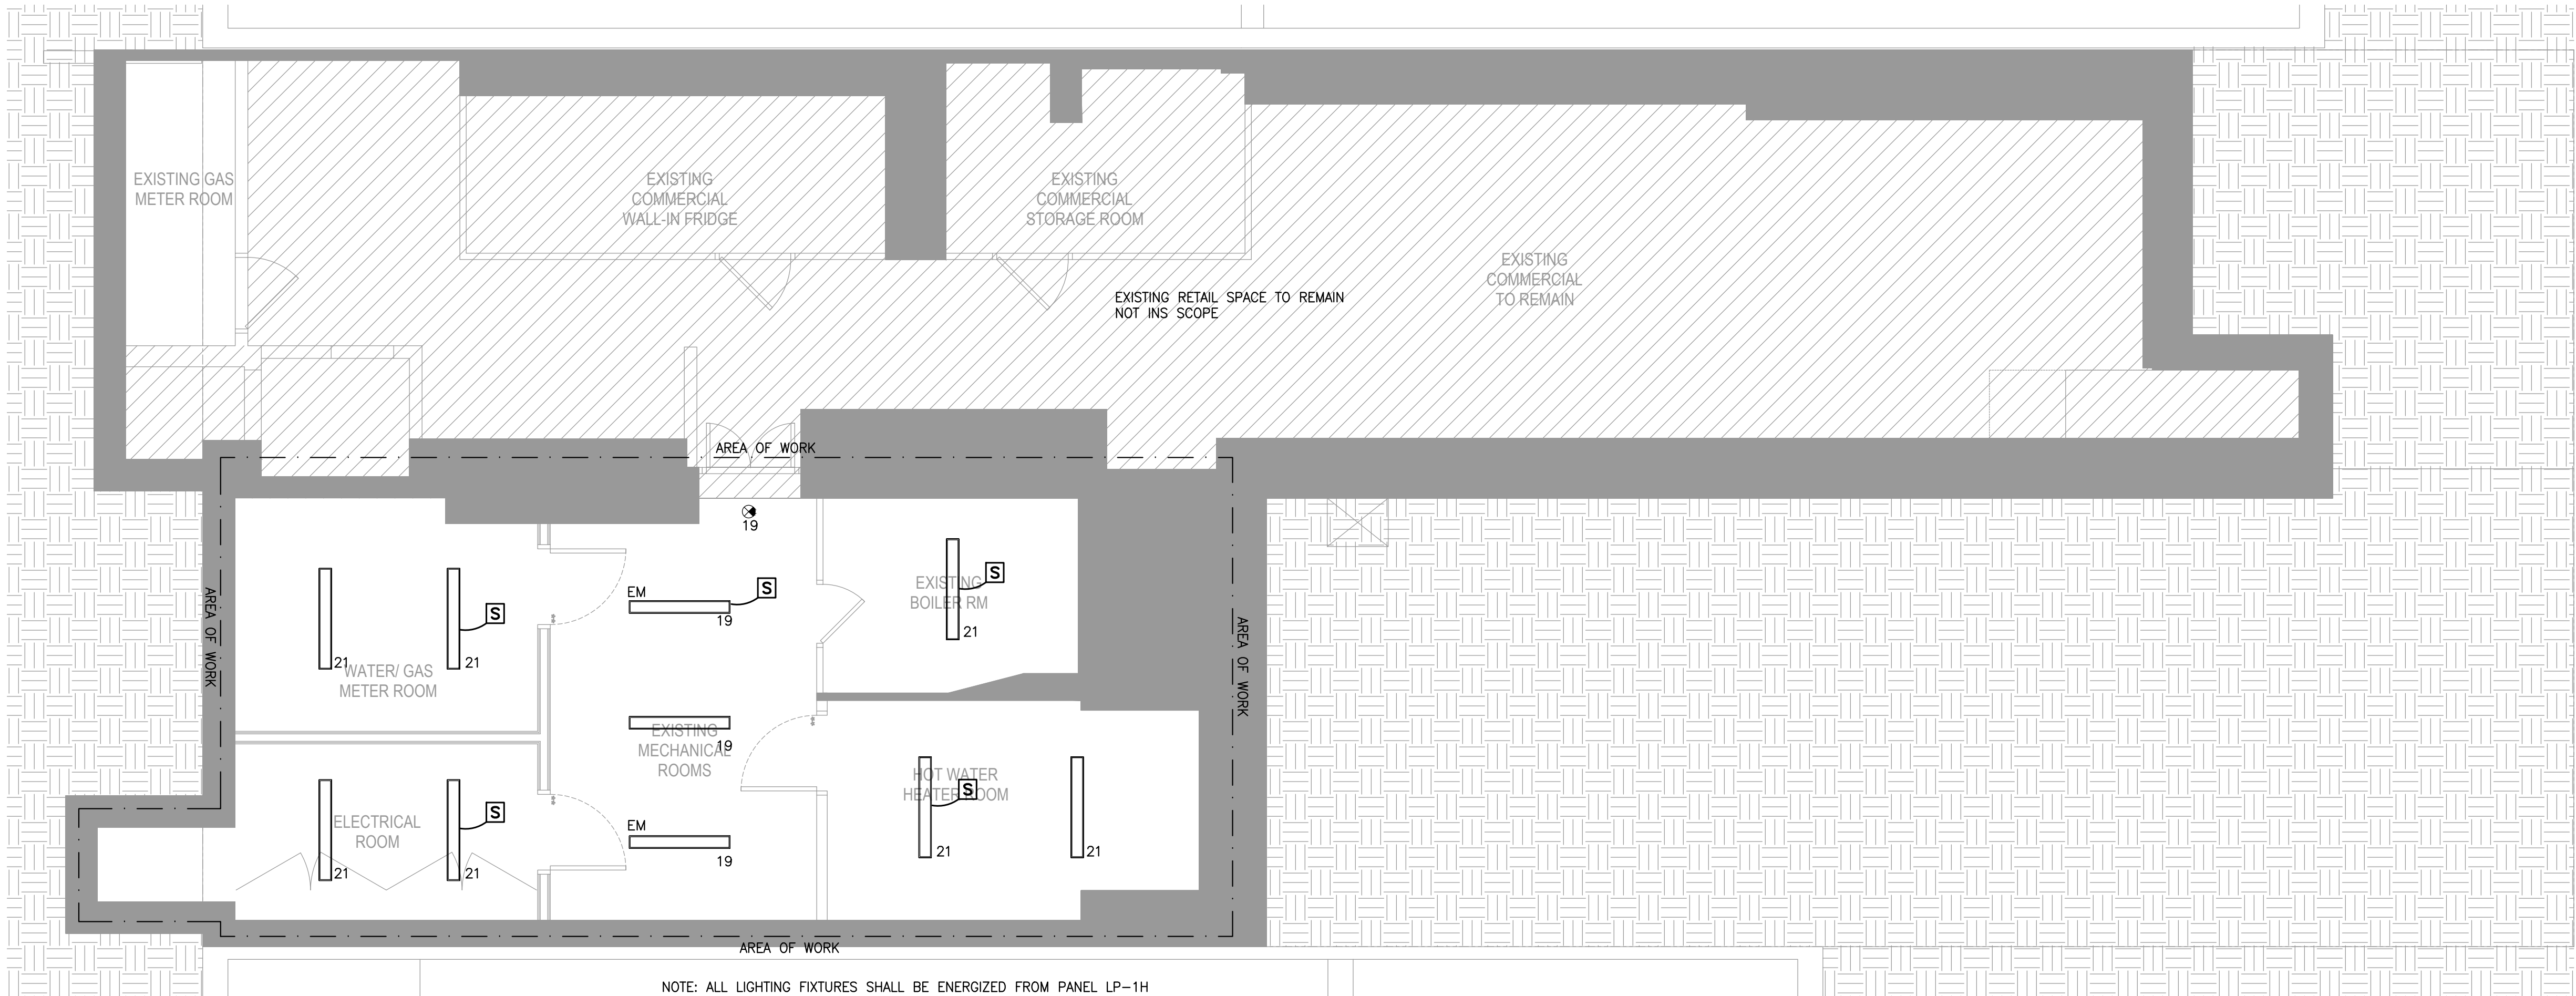 EXISTING GAS
METER ROOM
EXISTING
COMMERCIAL
WALL-IN FRIDGE
EXISTING
COMMERCIAL
STORAGE ROOM
EXISTING
COMMERCIAL
TO REMAIN
EXISTING RETAIL SPACE TO REMAIN
NOT INS SCOPE
AREA OF WORK
19
AREA OF WORK
21
S
21
WATER/ GAS
METER ROOM
EM
S
19
EXISTING
BOILER RM
S
21
AREA OF WORK
EXISTING
MECHANICAL
ROOMS
19
ELECTRICAL
ROOM
21
S
21
EM
19
HOT WATER
HEATER ROOM
S
21
21
AREA OF WORK
NOTE: ALL LIGHTING FIXTURES SHALL BE ENERGIZED FROM PANEL LP-1H